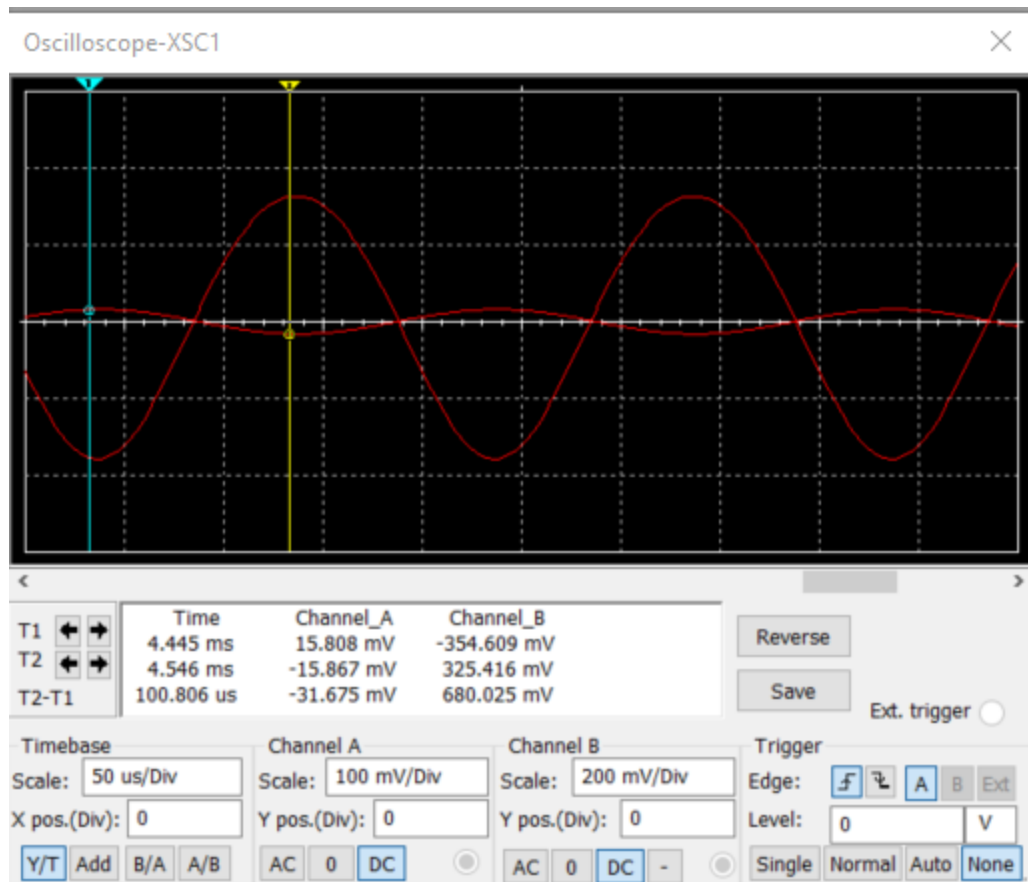 Oscilloscope-XSC1
Time Channel_A Channel_B
T1 4.445 ms 15.808 mV -354.609 mV
T2 4.546 ms -15.867 mV 325.416 mV
T2-T1 100.806 us -31.675 mV 680.025 mV
Reverse
Save
Ext. trigger
Timebase
Scale: 50 us/Div
X pos.(Div): 0
Y/T Add B/A A/B
Channel A
Scale: 100 mV/Div
Y pos.(Div): 0
AC 0 DC
Channel B
Scale: 200 mV/Div
Y pos.(Div): 0
AC 0 DC -
Trigger
Edge: A B Ext
Level: 0 V
Single Normal Auto None